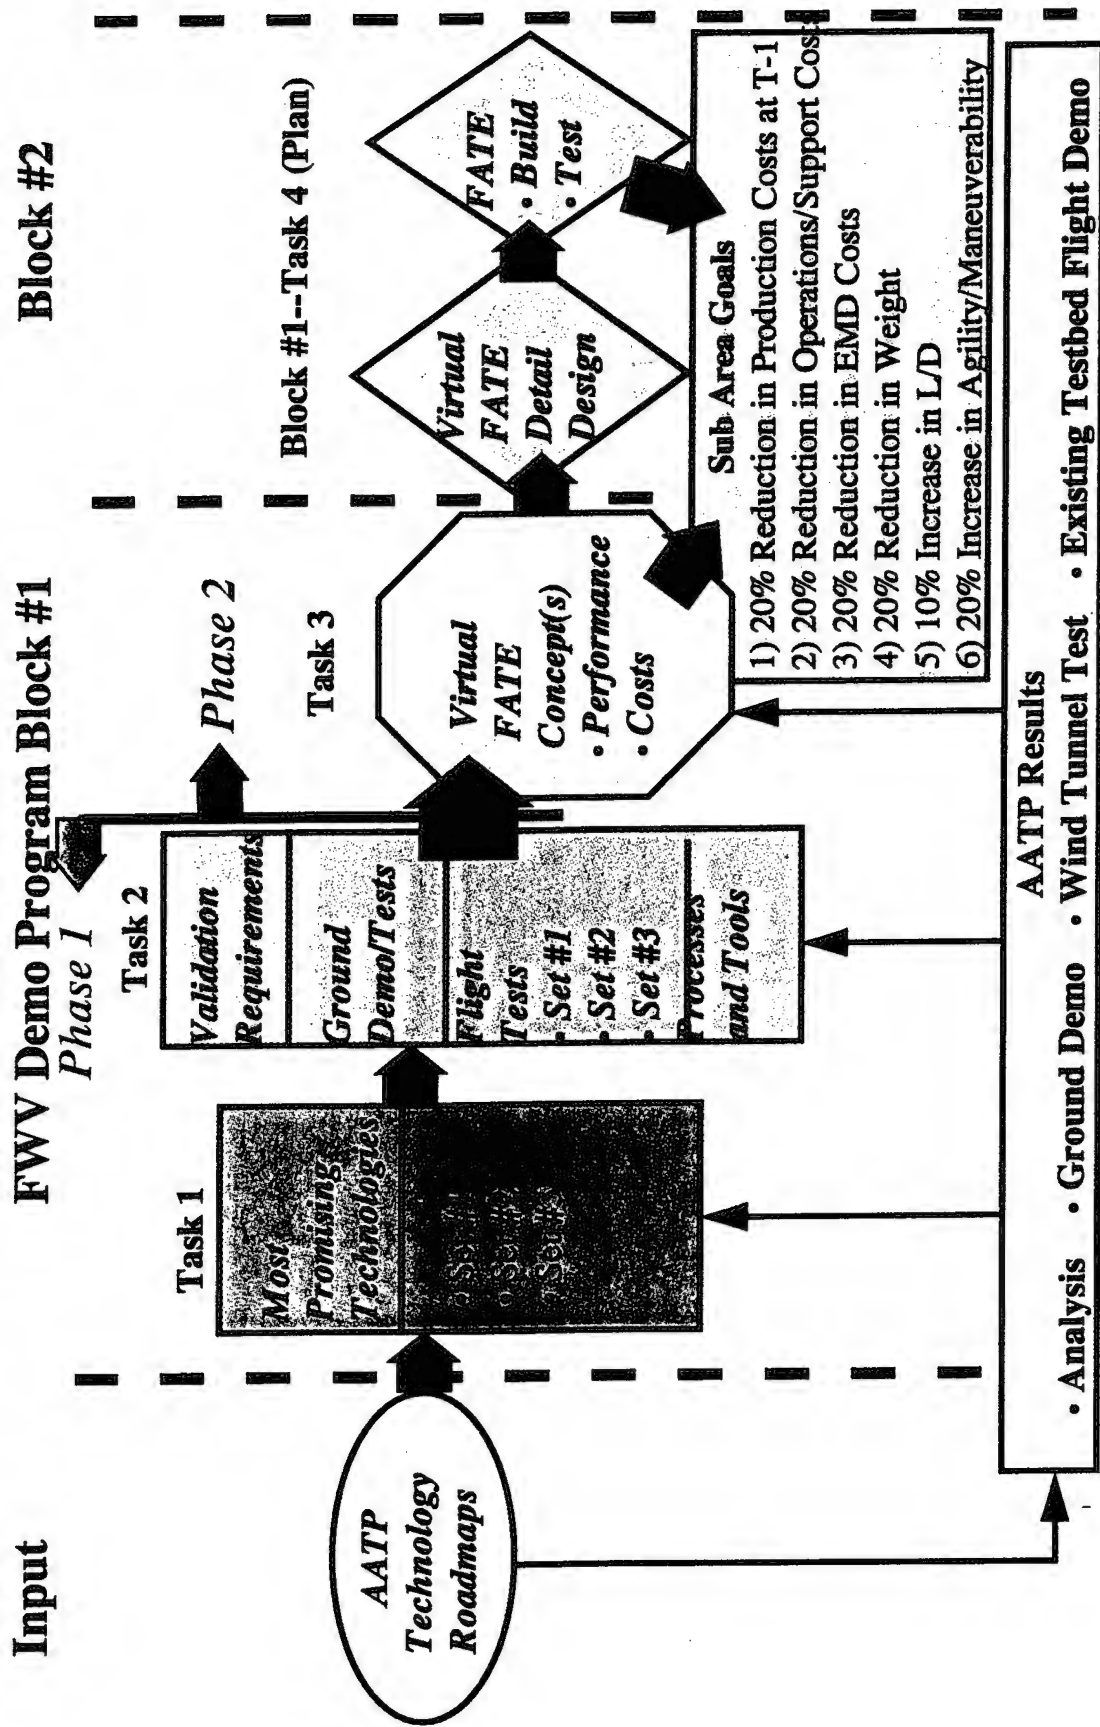 Input
FWV Demo Program Block #1
Block #2
Phase 1
Phase 2
Block #1--Task 4 (Plan)
Task 1
Task 2
Task 3
AATP
Technology
Roadmaps
Most
Promising
Technologies
• Set #
• Set #
• Set #
Validation
Requirements
Ground
Demo/Tests
Flight
Tests
• Set #1
• Set #2
• Set #3
Processes
and Tools
Virtual
FATE
Concept(s)
• Performance
• Costs
Virtual
FATE
Detail
Design
FATE
• Build
• Test
Sub Area Goals
1) 20% Reduction in Production Costs at T-1
2) 20% Reduction in Operations/Support Costs
3) 20% Reduction in EMD Costs
4) 20% Reduction in Weight
5) 10% Increase in L/D
6) 20% Increase in Agility/Maneuverability
AATP Results
• Analysis • Ground Demo • Wind Tunnel Test • Existing Testbed Flight Demo